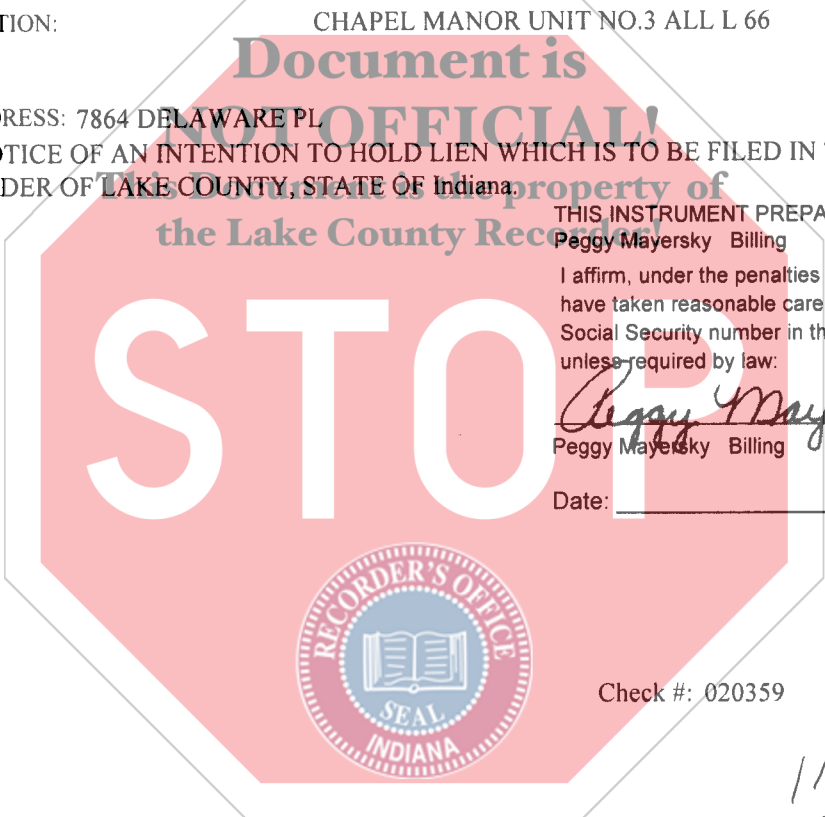 TION: CHAPEL MANOR UNIT NO.3 ALL L 66
Document is
RESS: 7864 DELAWARE PL
NOT OFFICIAL!
OTICE OF AN INTENTION TO HOLD LIEN WHICH IS TO BE FILED IN
DER OF LAKE COUNTY, STATE OF Indiana.
This Document is the property of
the Lake County Recorder!
THIS INSTRUMENT PREPA
Peggy Mayersky Billing
I affirm, under the penalties
have taken reasonable care
Social Security number in th
unless required by law:
Peggy May
Peggy Mayersky Billing
Date:
STOP
RECORDER'S OFFICE
SEAL
INDIANA
Check #: 020359